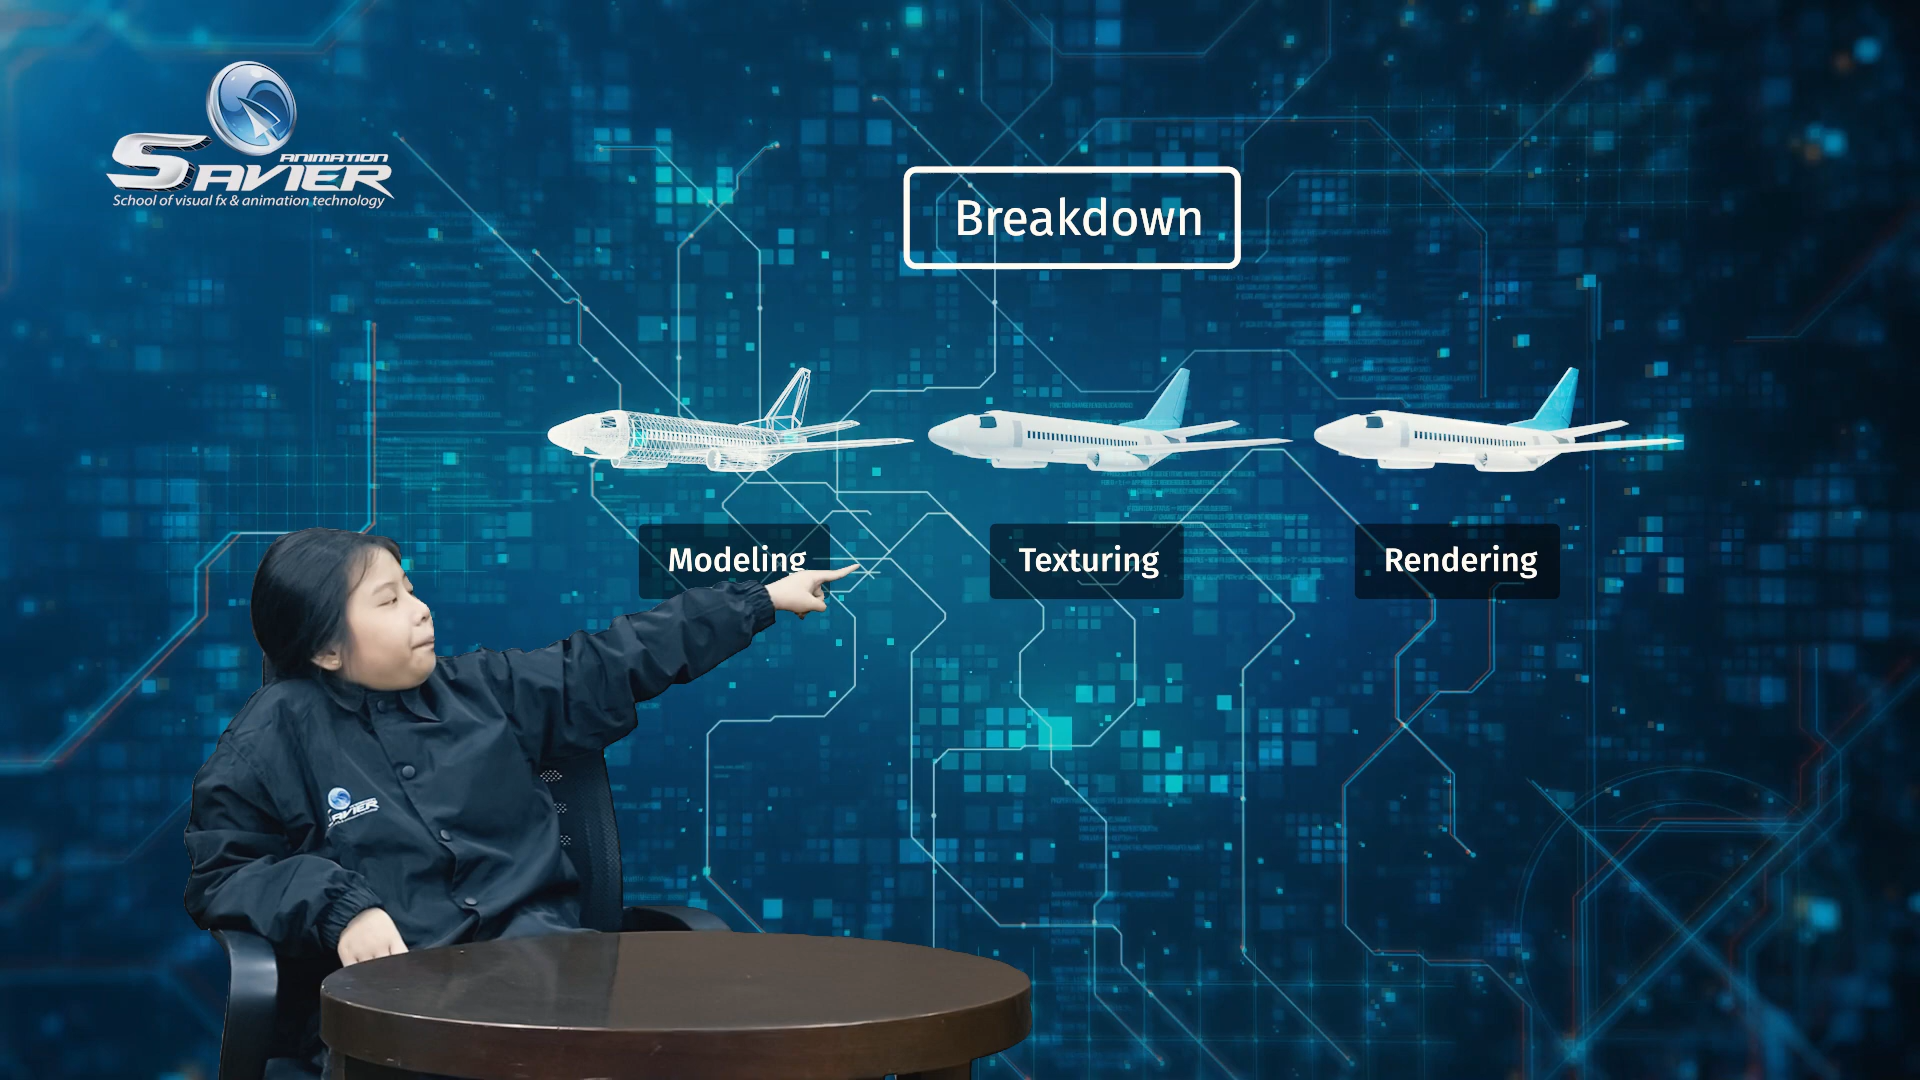 ANIMATION
SAVIER
School of visual fx & animation technology
Breakdown
Modeling
Texturing
Rendering
SAVIER